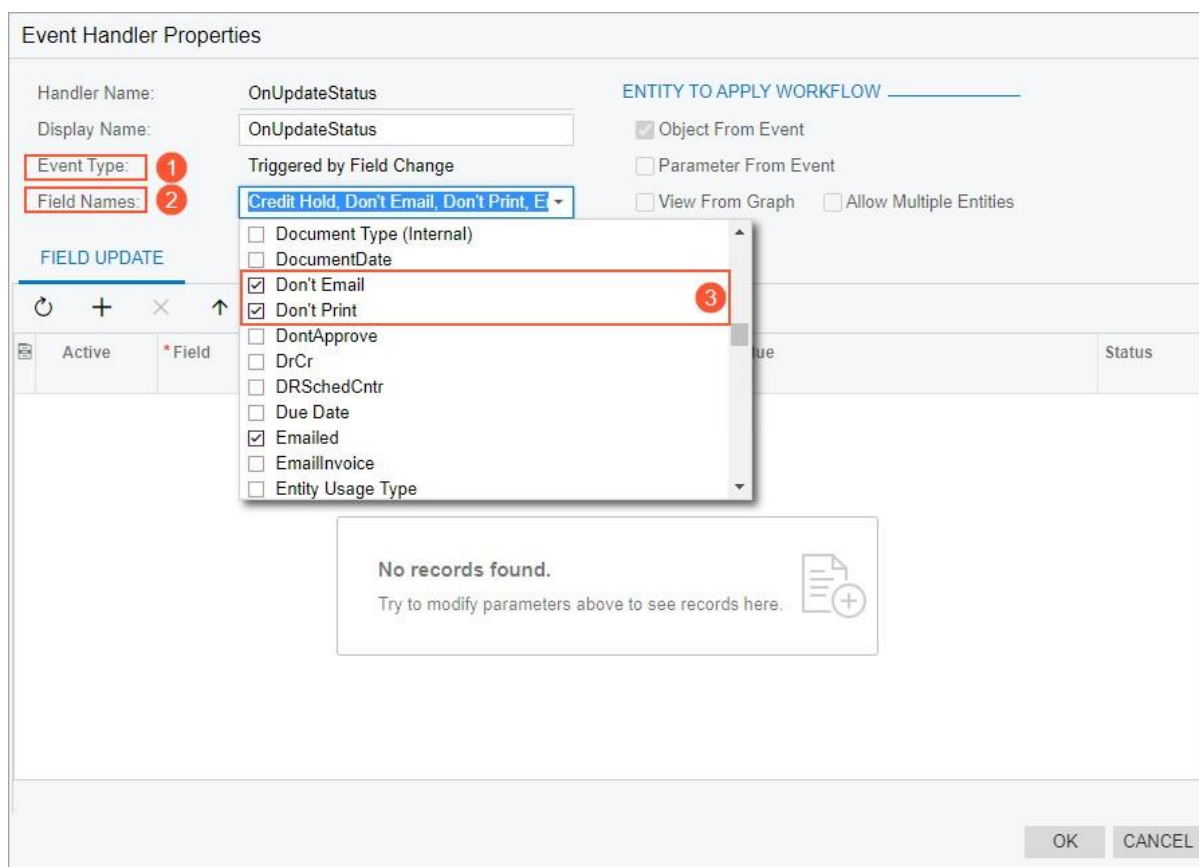 Event Handler Properties
Handler Name: OnUpdateStatus
ENTITY TO APPLY WORKFLOW
Display Name: OnUpdateStatus
Object From Event
Event Type: 1 Triggered by Field Change
Parameter From Event
Field Names: 2 Credit Hold, Don't Email, Don't Print, E
View From Graph Allow Multiple Entities
Document Type (Internal)
FIELD UPDATE
DocumentDate
Don't Email
3
Don't Print
DontApprove
Active *Field Status
DrCr
DRSchedCntr
Due Date
Emailed
EmailInvoice
Entity Usage Type
No records found.
Try to modify parameters above to see records here.
OK CANCEL